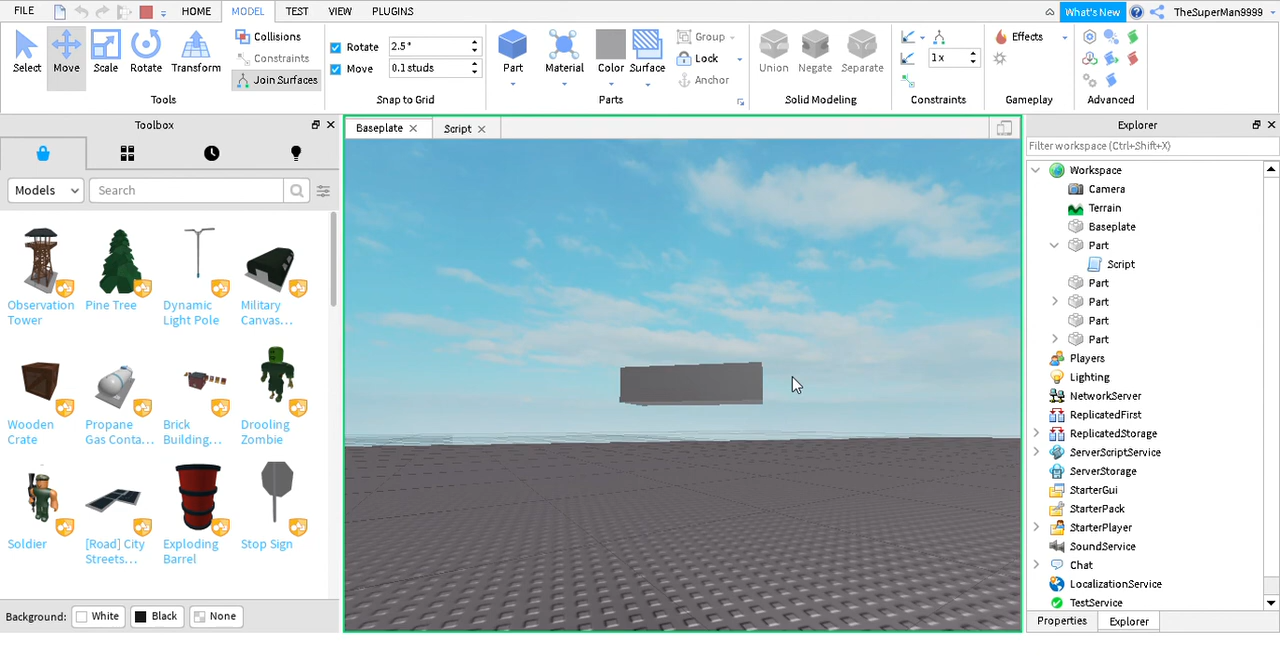 FILE
HOME
MODEL
TEST
VIEW
PLUGINS
What's New
TheSuperMan9999
Select
Move
Scale
Rotate
Transform
Collisions
Constraints
Join Surfaces
Tools
Rotate
2.5°
Move
Snap to Grid
Part
Material
Color
Surface
Group
Lock
Anchor
Parts
Union
Negate
Separate
Solid Modeling
1x
Constraints
Effects
Gameplay
Advanced
Toolbox
Models
Search
Observation
Tower
Pine Tree
Dynamic
Light Pole
Military
Canvas...
Wooden
Crate
Propane
Gas Conta...
Brick
Building...
Drooling
Zombie
Soldier
[Road] City
Streets...
Exploding
Barrel
Stop Sign
Background:
White
Black
None
Baseplate
Script
Explorer
Filter workspace (Ctrl+Shift+X)
Workspace
Camera
Terrain
Baseplate
Part
Script
Part
Part
Part
Part
Players
Lighting
NetworkServer
ReplicatedFirst
ReplicatedStorage
ServerScriptService
ServerStorage
StarterGui
StarterPack
StarterPlayer
SoundService
Chat
LocalizationService
TestService
Properties
Explorer